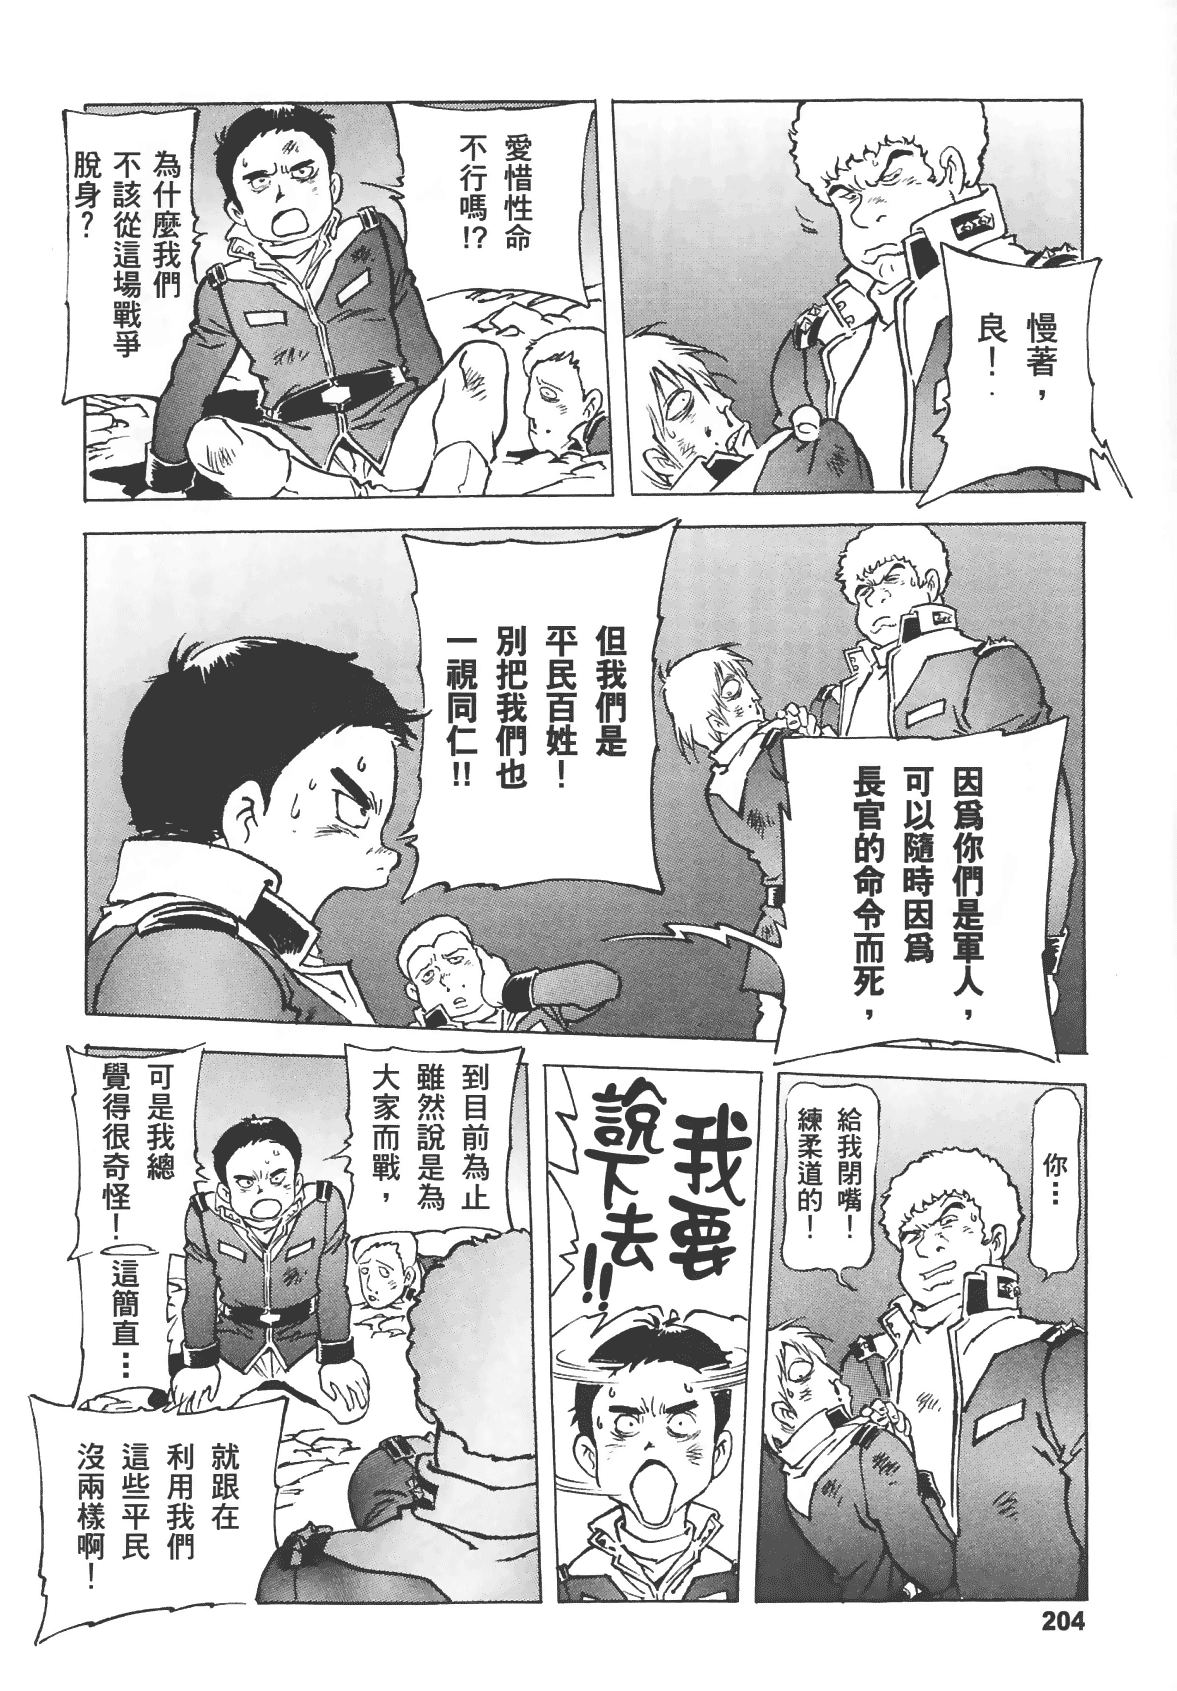 慢著，
良！
愛惜性命
不行嗎!?
為什麼我們
不該從這場戰爭
脫身？
因爲你們是軍人，
可以隨時因爲
長官的命令而死，
但我們是
平民百姓！
別把我們也
一視同仁!!
你…
給我閉嘴！
練柔道的！
我要
說下去!!
到目前為止
雖然說是為
大家而戰，
可是我總
覺得很奇怪！
這簡直…
就跟在
利用我們
這些平民
沒兩樣啊！
204